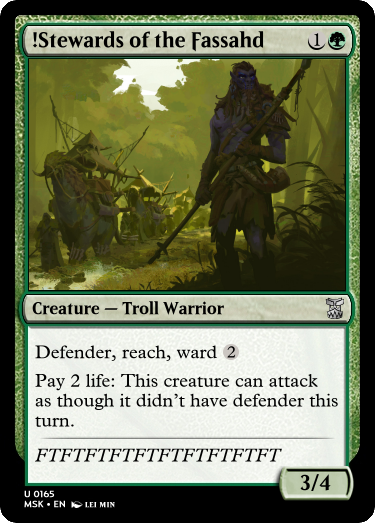 !Stewards of the Fassahd 1
Creature — Troll Warrior
Defender, reach, ward 2
Pay 2 life: This creature can attack
as though it didn't have defender this
turn.
FTFTFTFTFTFTFTFTFTFT
3/4
U 0165
MSK • EN LEI MIN